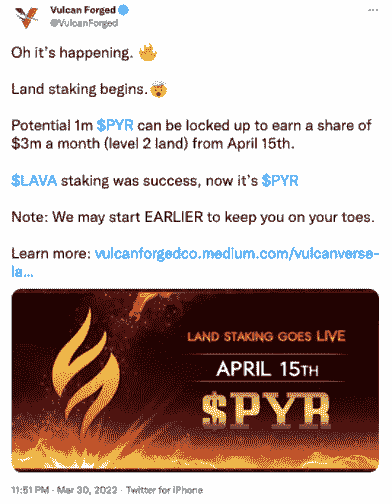 Vulcan Forged
@VulcanForged
Oh it's happening. 🔥
Land staking begins. 🤯
Potential 1m $PYR can be locked up to earn a share of
$3m a month (level 2 land) from April 15th.
$LAVA staking was success, now it's $PYR
Note: We may start EARLIER to keep you on your toes.
Learn more: vulcanforgedco.medium.com/vulcanverse-
la...
LAND STAKING GOES LIVE
APRIL 15TH
$PYR
11:51 PM · Mar 30, 2022 · Twitter for iPhone